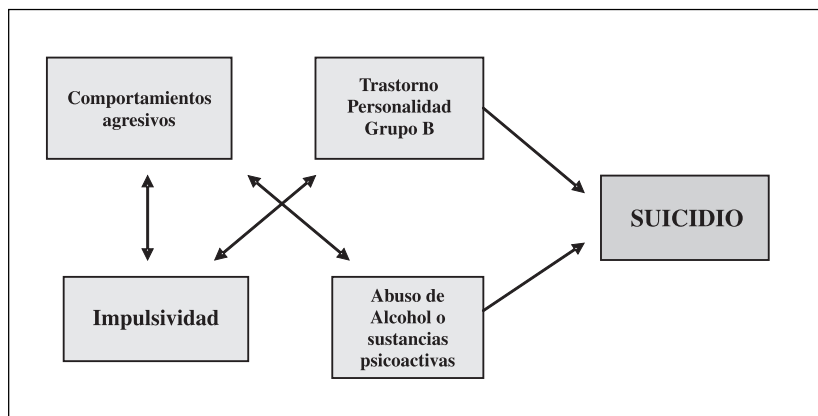 Comportamientos
agresivos
Trastorno
Personalidad
Grupo B
SUICIDIO
Impulsividad
Abuso de
Alcohol o
sustancias
psicoactivas